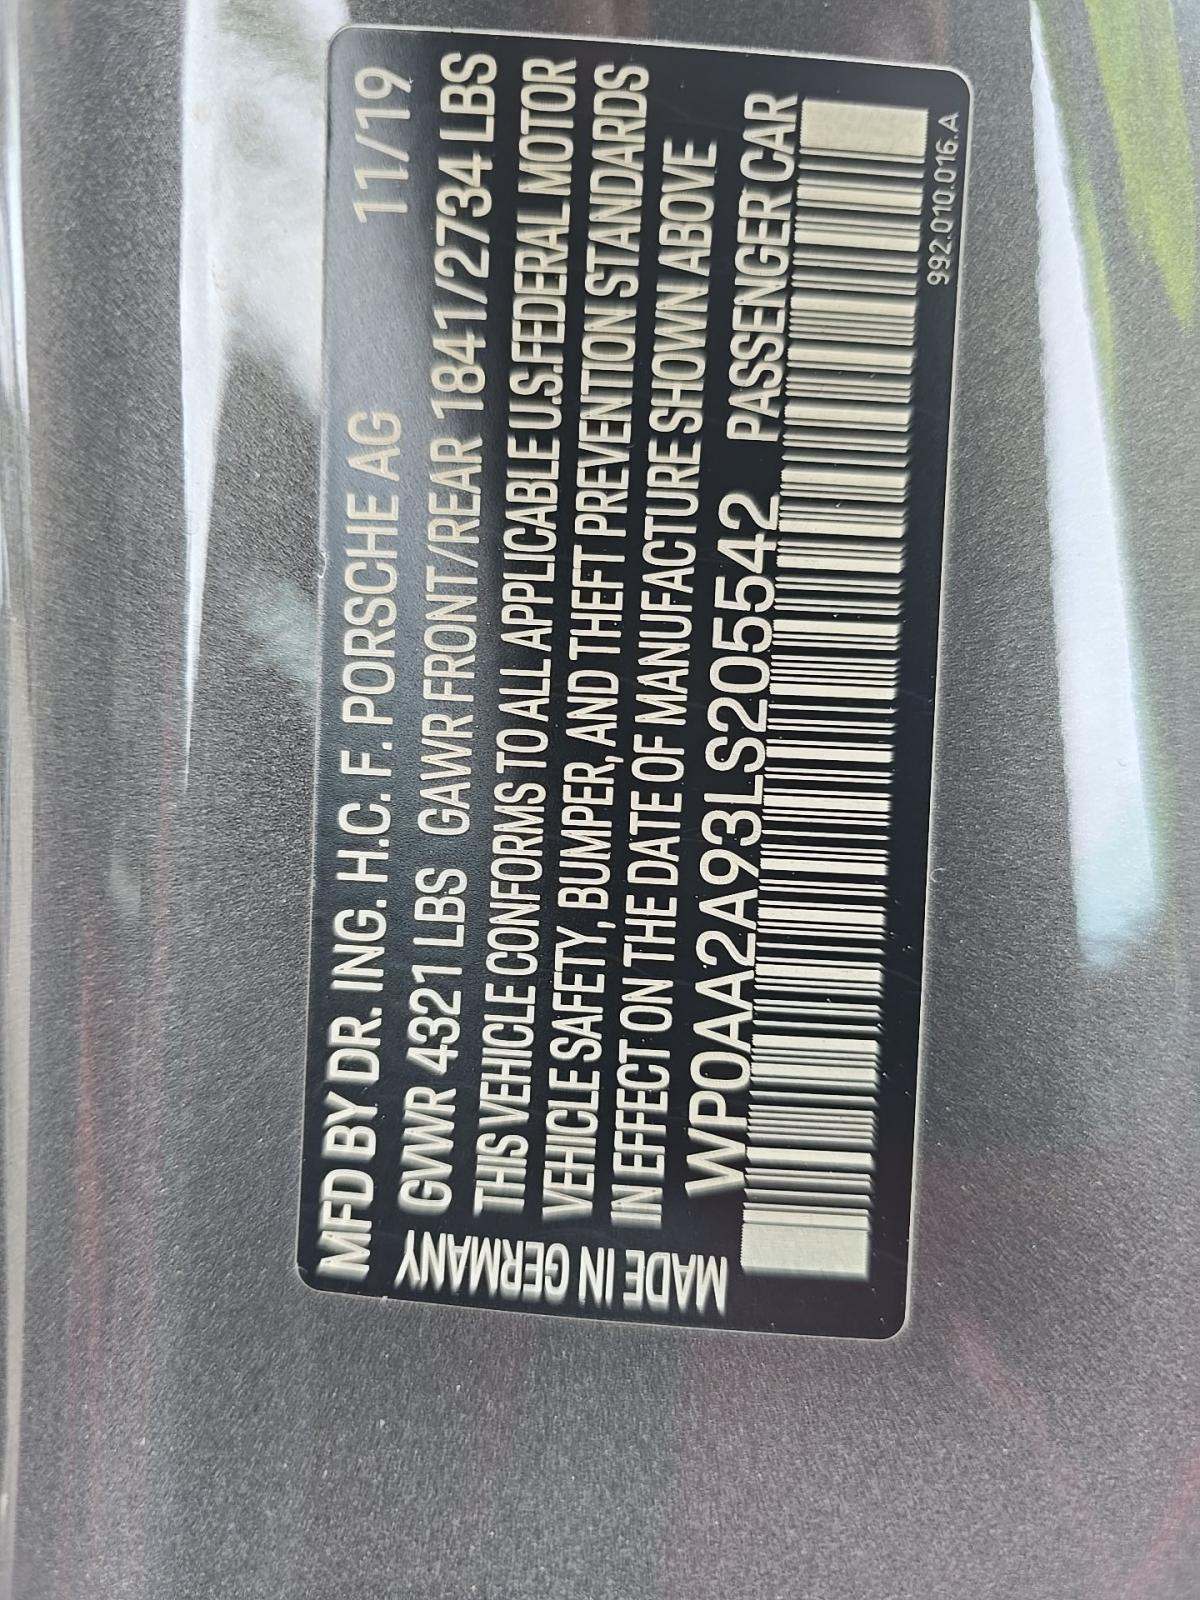 MFD BY DR. ING. H.C. F. PORSCHE AG 11/19
GVWR 4321 LBS GAWR FRONT/REAR 1841/2734 LBS
THIS VEHICLE CONFORMS TO ALL APPLICABLE U.S. FEDERAL MOTOR
VEHICLE SAFETY, BUMPER, AND THEFT PREVENTION STANDARDS
IN EFFECT ON THE DATE OF MANUFACTURE SHOWN ABOVE
WP0AA2A93LS205542 PASSENGER CAR
992.010.016.A
MADE IN GERMANY